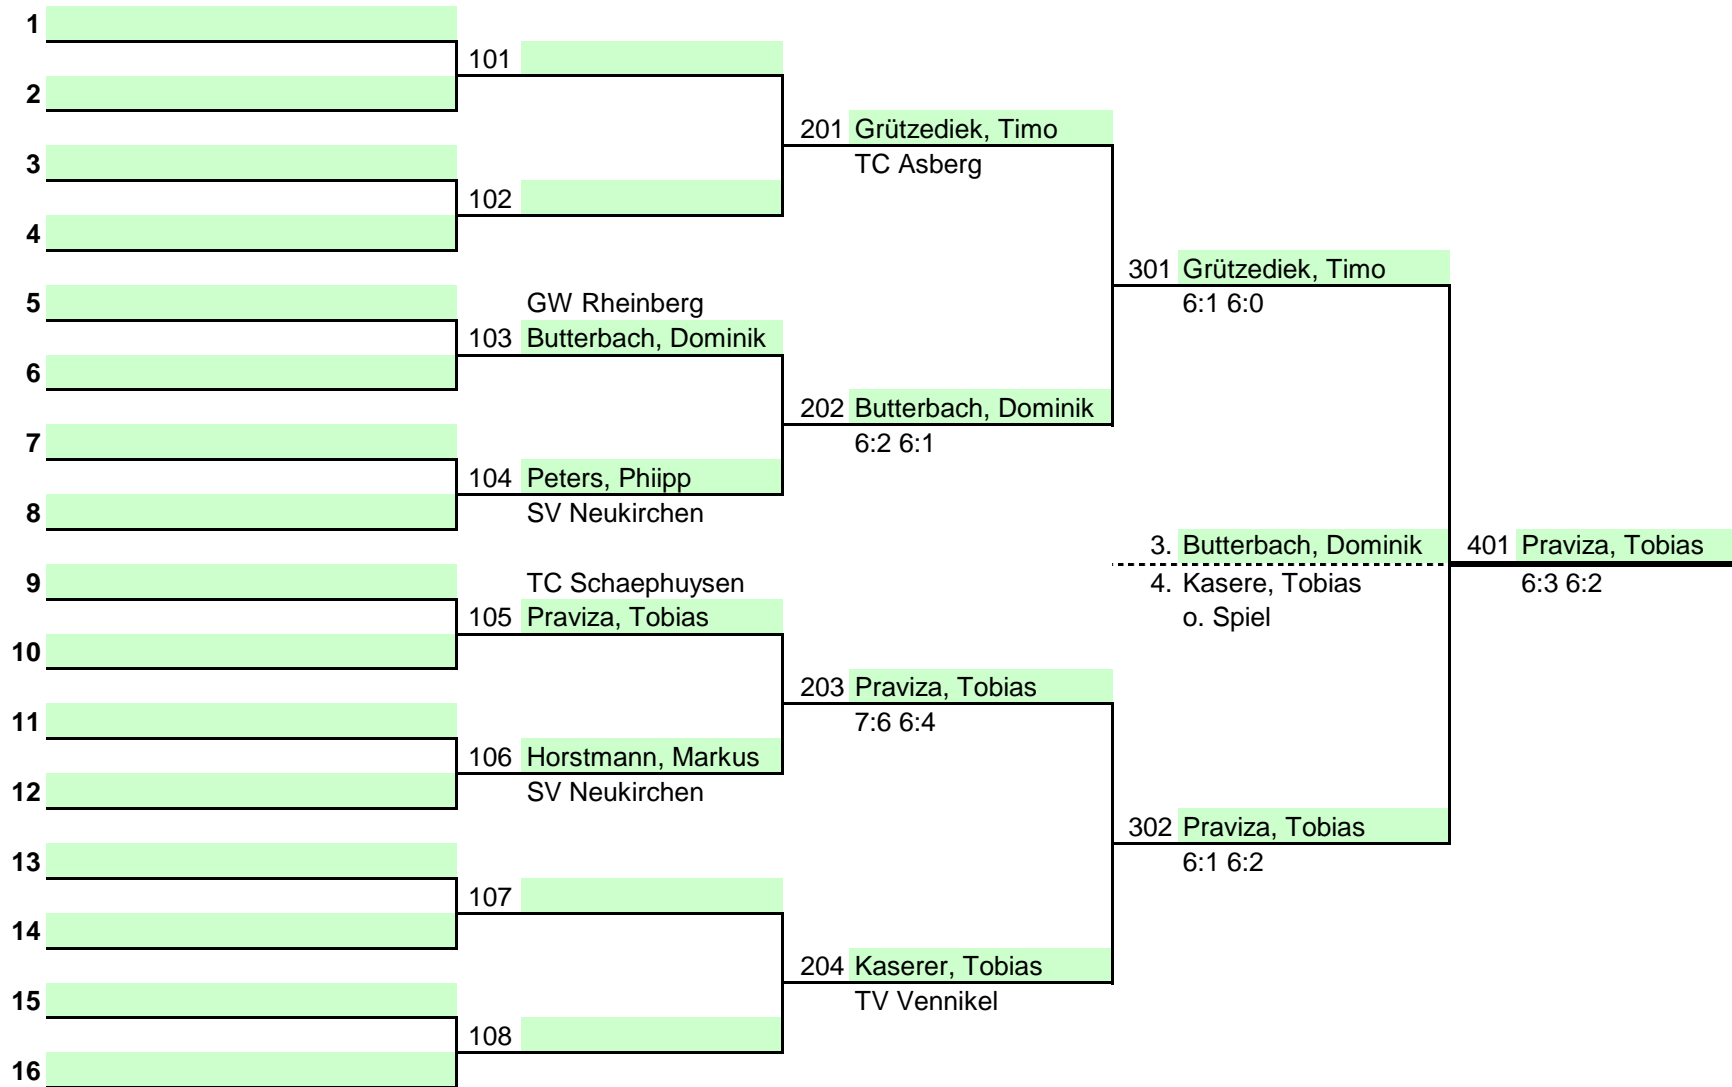 1
101
2
201 Grützediek, Timo
3
TC Asberg
102
4
301 Grützediek, Timo
5
GW Rheinberg
6:1 6:0
103 Butterbach, Dominik
6
202 Butterbach, Dominik
7
6:2 6:1
104 Peters, Phiipp
8
SV Neukirchen
3. Butterbach, Dominik
401 Praviza, Tobias
9
TC Schaephuysen
4. Kasere, Tobias
6:3 6:2
105 Praviza, Tobias
o. Spiel
10
203 Praviza, Tobias
11
7:6 6:4
106 Horstmann, Markus
12
SV Neukirchen
302 Praviza, Tobias
13
6:1 6:2
107
14
204 Kaserer, Tobias
15
TV Vennikel
108
16